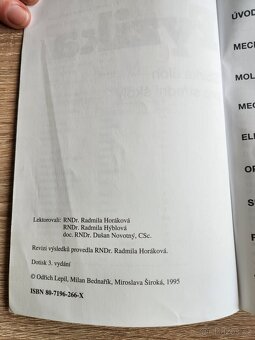 Lektorovali: RNDr. Radmila Horáková
RNDr. Radmila Hýblová
doc. RNDr. Dušan Novotný, CSc.
Revizi výsledků provedla RNDr. Radmila Horáková.
Dotisk 3. vydání
© Oldřich Lepil, Milan Bednařík, Miroslava Široká, 1995
ISBN 80-7196-266-X
ÚVOD
MECH
MOL
MEC
ELE
OP